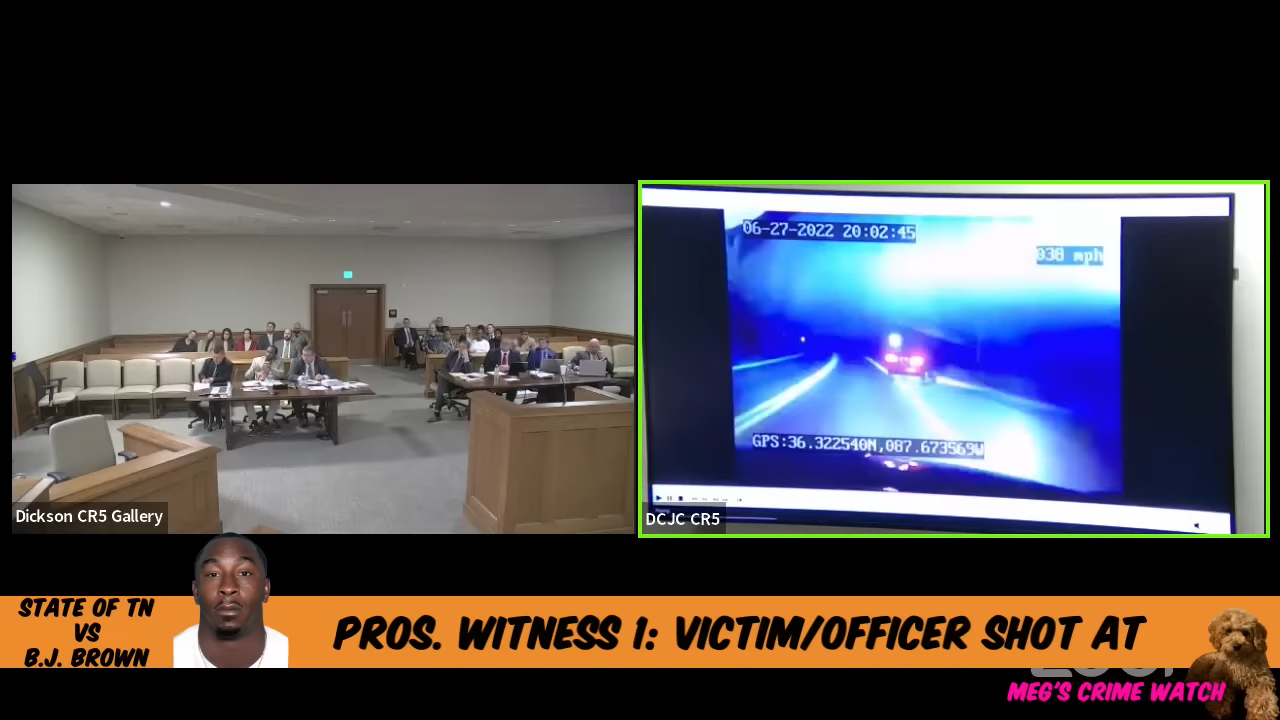 06-27-2022 20:02:45
038 mph
GPS:36.322540N,087.673569W
Dickson CR5 Gallery
DCJC CR5
STATE OF TN
VS
B.J. BROWN
PROS. WITNESS 1: VICTIM/OFFICER SHOT AT
MEG'S CRIME WATCH